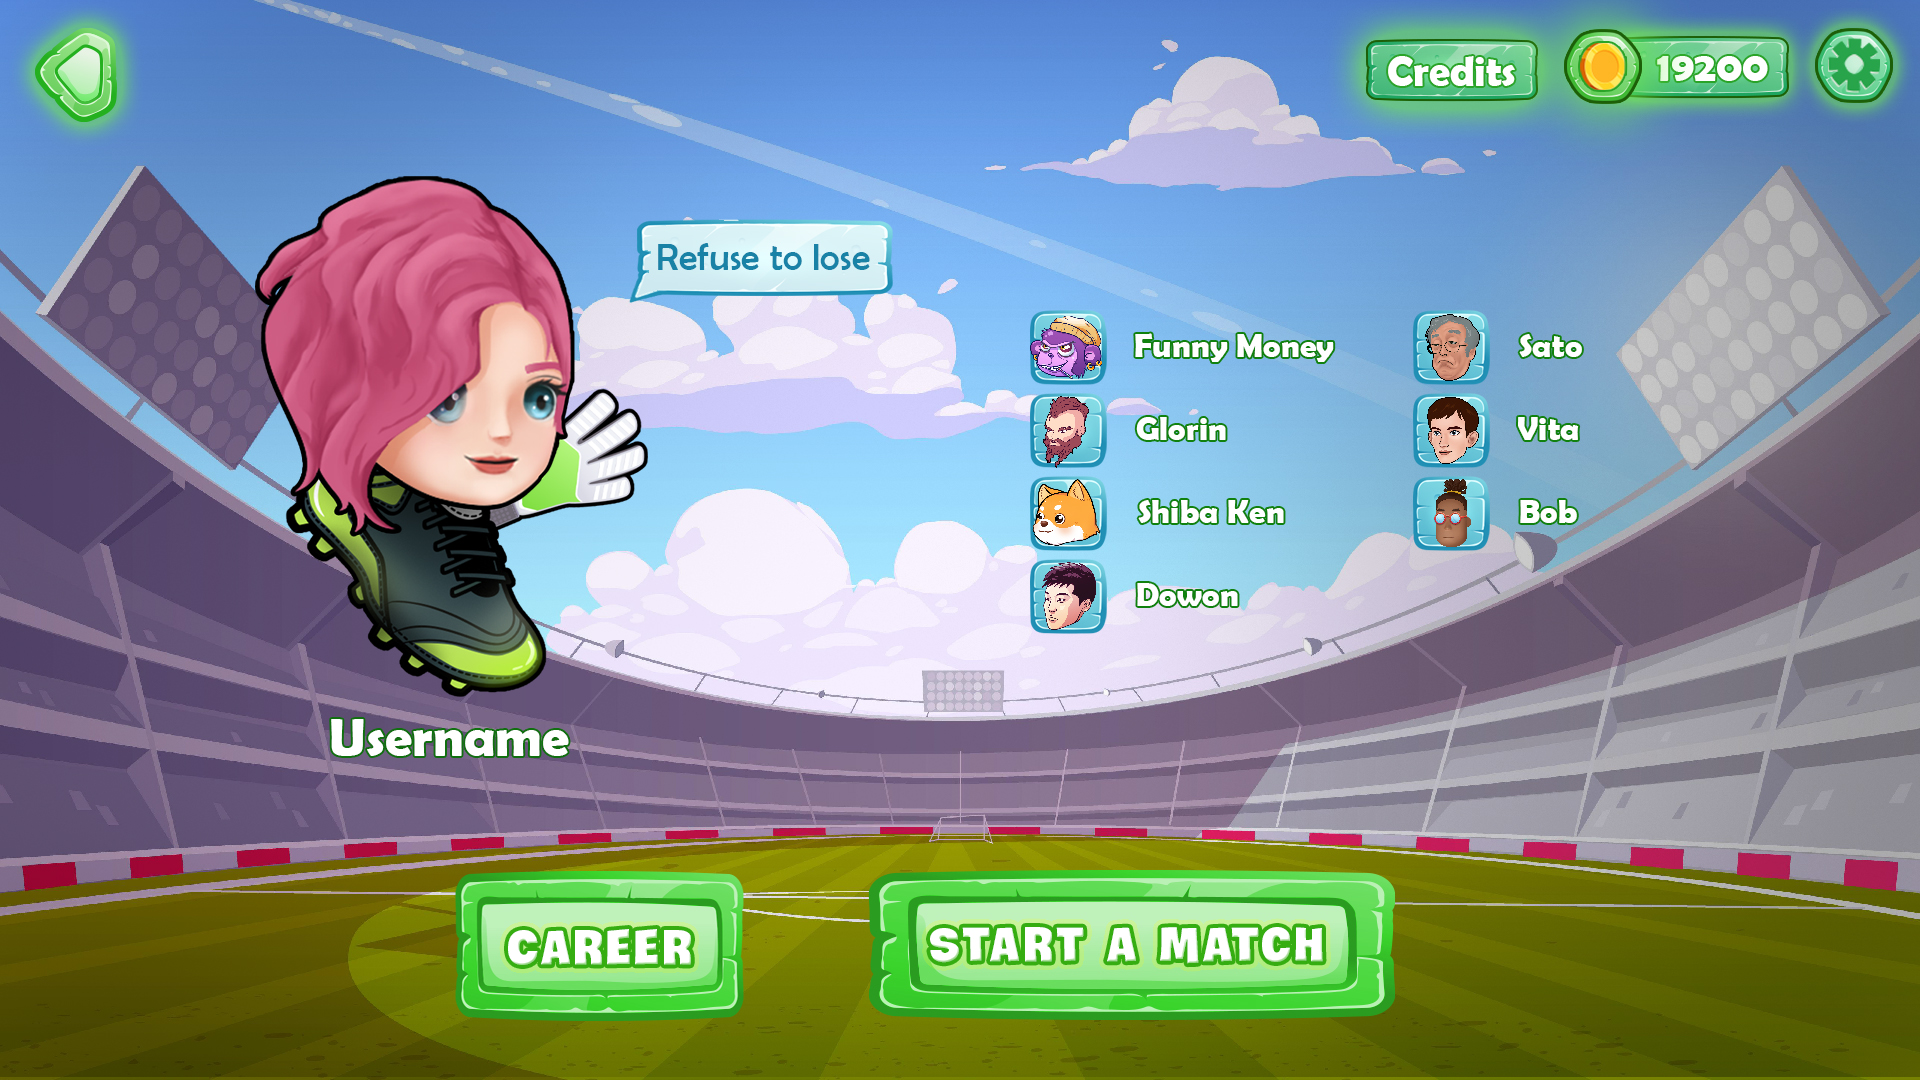 Credits
19200
Refuse to lose
Funny Money
Sato
Glorin
Vita
Shiba Ken
Bob
Dowon
Username
CAREER
START A MATCH